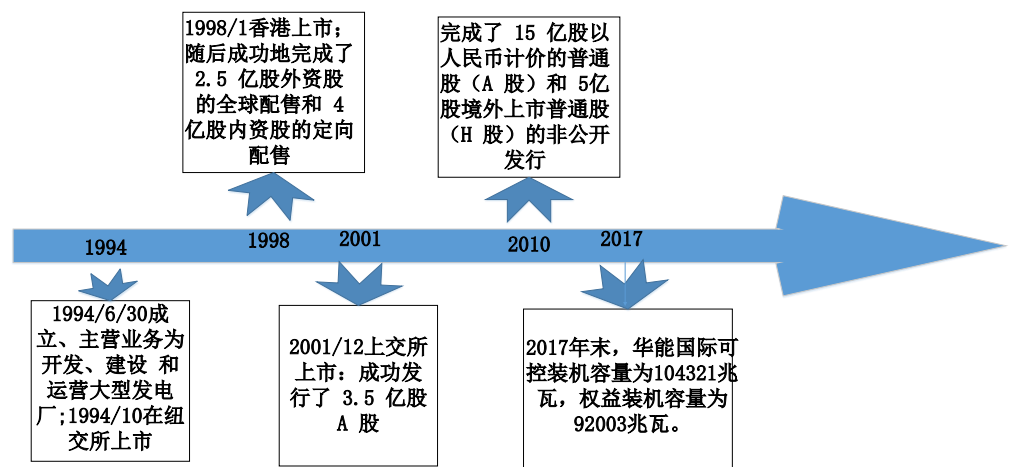 1998/1香港上市；
随后成功地完成了
2.5 亿股外资股
的全球配售和 4
亿股内资股的定向
配售
完成了 15 亿股以
人民币计价的普通
股（A 股）和 5亿
股境外上市普通股
（H 股）的非公开
发行
1994
1998
2001
2010
2017
1994/6/30成
立、主营业务为
开发、建设 和
运营大型发电
厂;1994/10在纽
交所上市
2001/12上交所
上市：成功发
行了 3.5 亿股
A 股
2017年末，华能国际可
控装机容量为104321兆
瓦，权益装机容量为
92003兆瓦。